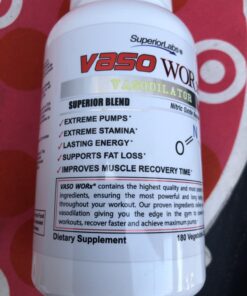 SuperiorLabs®
VASO WORx
VASODILATOR
Nitric Oxide
SUPERIOR BLEND
✓ EXTREME PUMPS*
✓ EXTREME STAMINA*
✓ LASTING ENERGY*
✓ SUPPORTS FAT LOSS*
✓ IMPROVES MUSCLE RECOVERY TIME*
O N
VASO WORx® contains the highest quality and most
ingredients, ensuring the most powerful and long
throughout your workout. Our proven ingredients
vasodilation giving you the edge in the gym to
workouts, recover faster and achieve maximum pump
Dietary Supplement
180